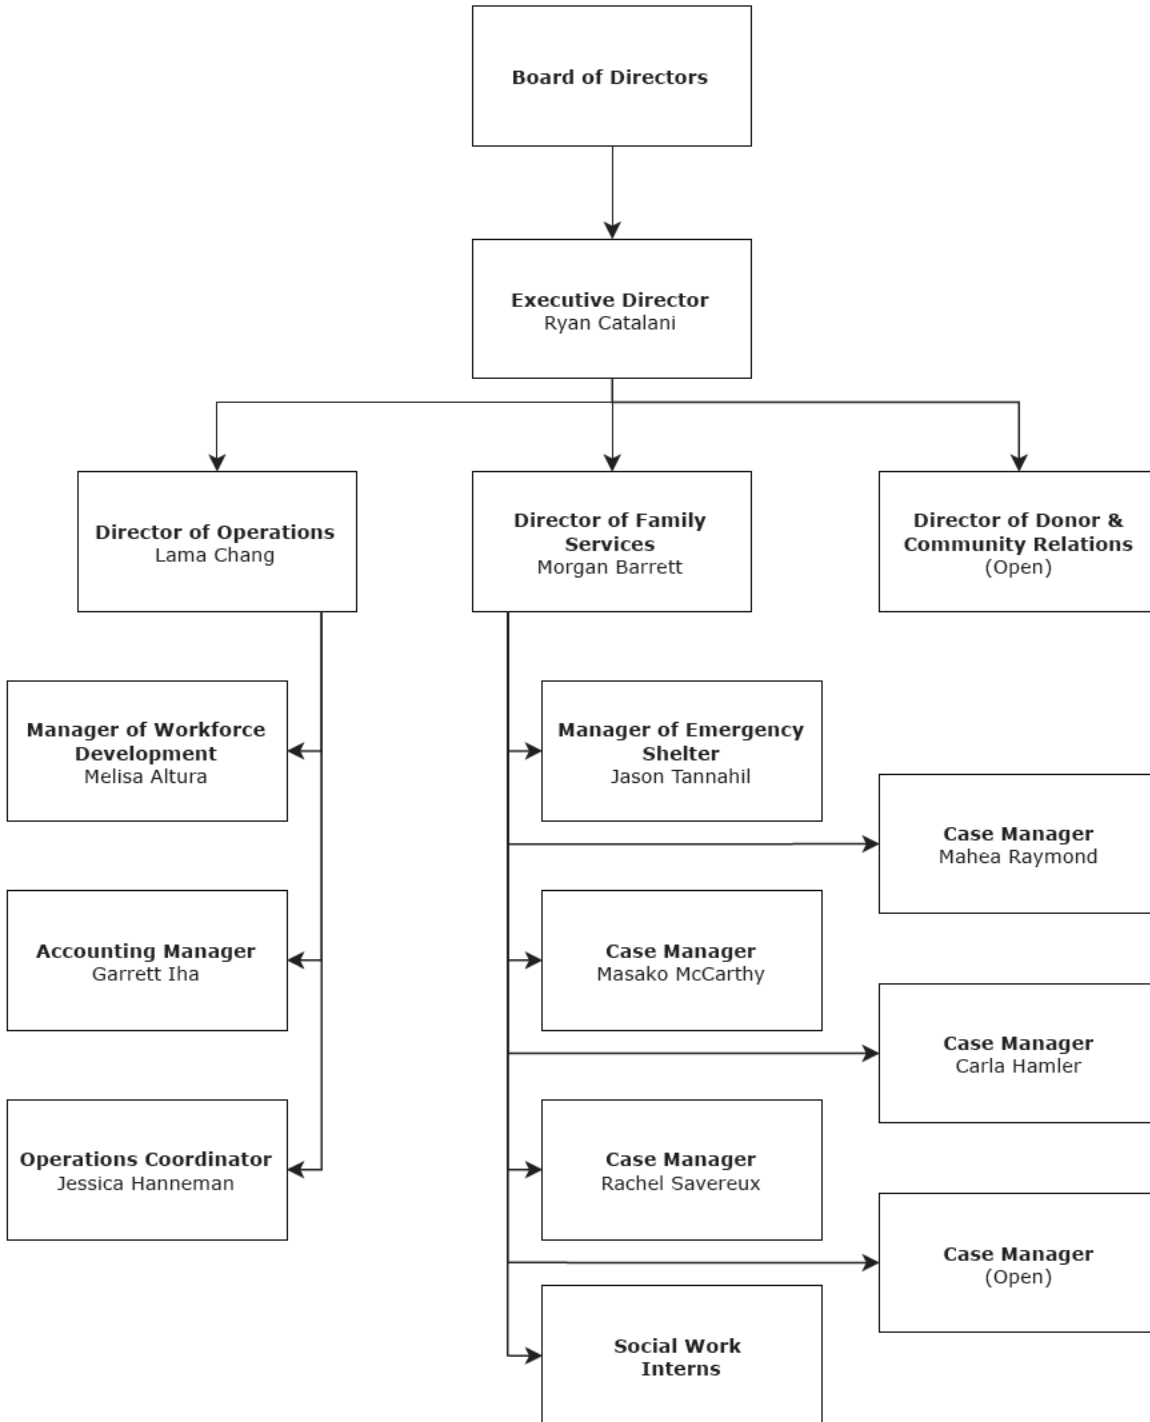 Board of Directors
Executive Director
Ryan Catalani
Director of Operations
Lama Chang
Director of Family
Services
Morgan Barrett
Director of Donor &
Community Relations
(Open)
Manager of Workforce
Development
Melisa Altura
Manager of Emergency
Shelter
Jason Tannahil
Case Manager
Mahea Raymond
Accounting Manager
Garrett Iha
Case Manager
Masako McCarthy
Case Manager
Carla Hamler
Operations Coordinator
Jessica Hanneman
Case Manager
Rachel Savereux
Case Manager
(Open)
Social Work
Interns